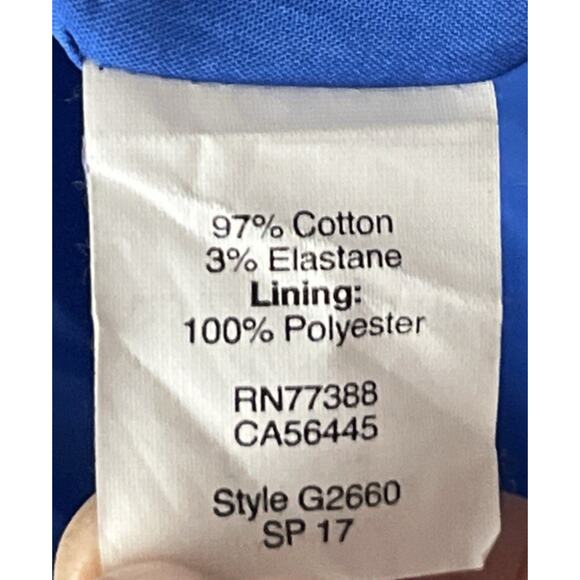 97% Cotton
3% Elastane
Lining:
100% Polyester
RN77388
CA56445
Style G2660
SP 17